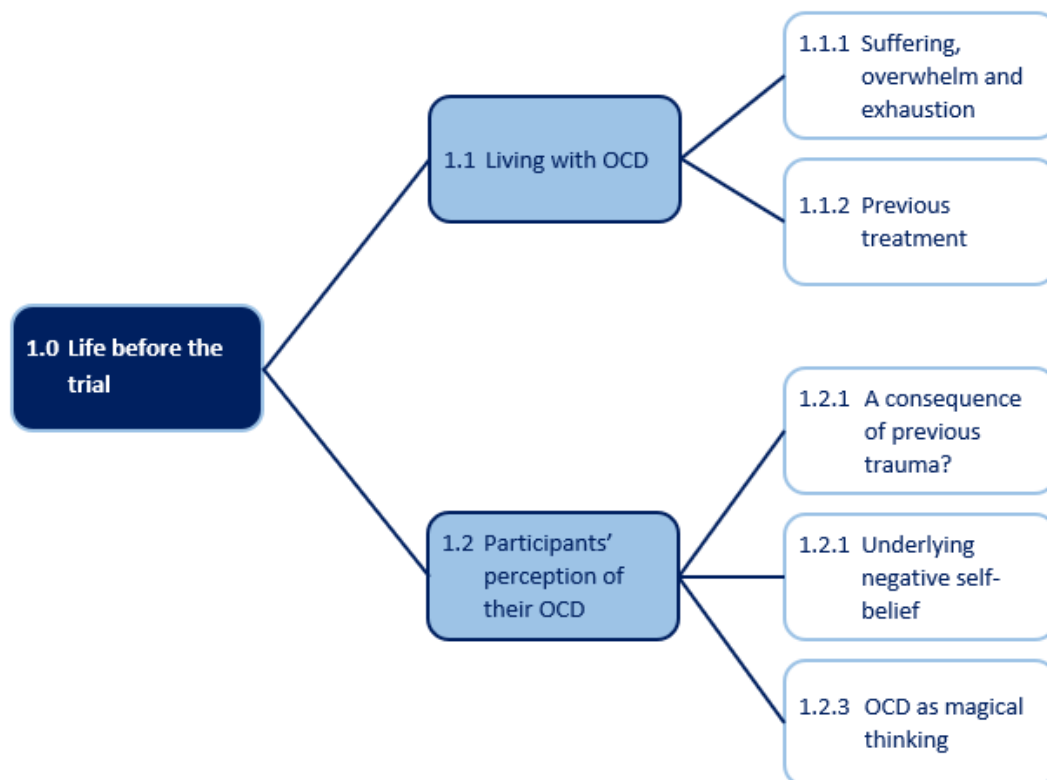 1.0 Life before the
trial
1.1 Living with OCD
1.1.1 Suffering,
overwhelm and
exhaustion
1.1.2 Previous
treatment
1.2 Participants’
perception of
their OCD
1.2.1 A consequence
of previous
trauma?
1.2.1 Underlying
negative self-
belief
1.2.3 OCD as magical
thinking